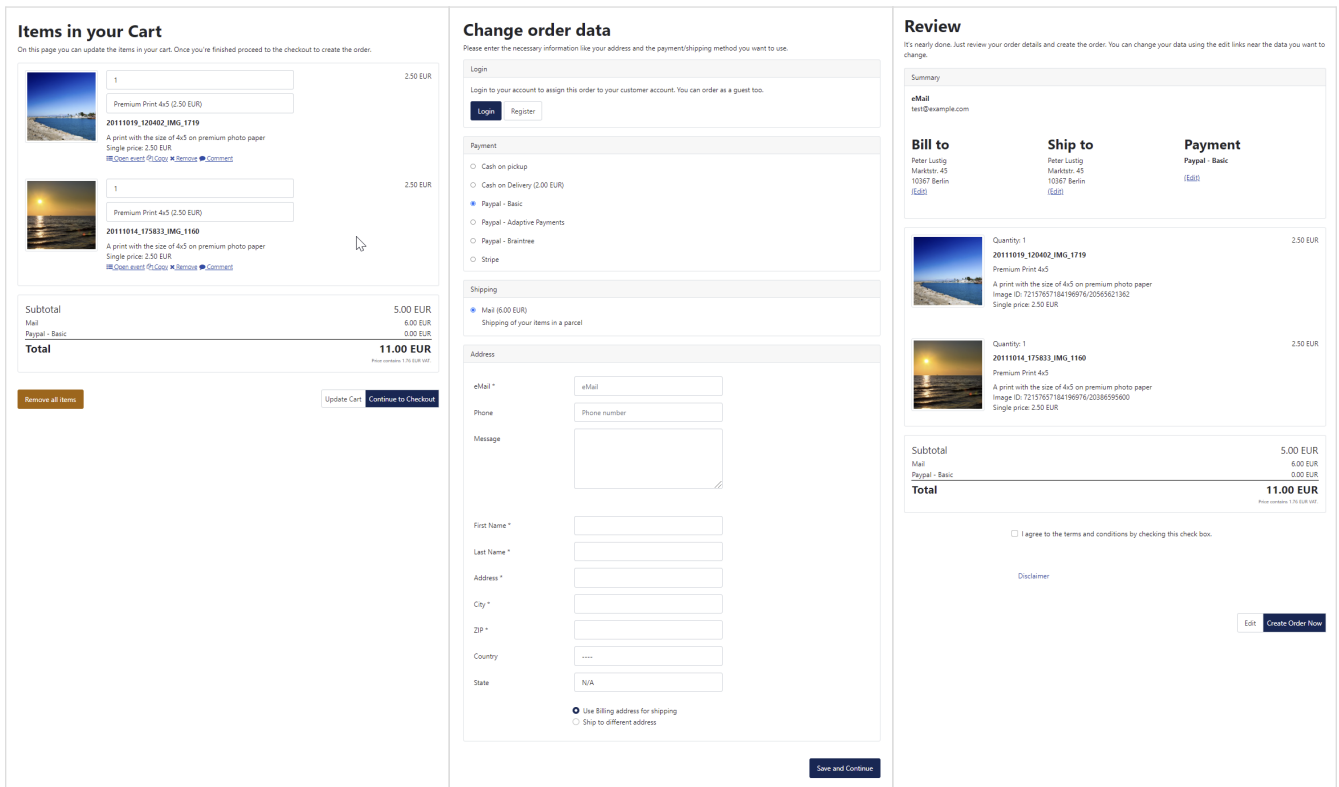 Items in your Cart
On this page you can update the items in your cart. Once you're finished proceed to the checkout to create the order.
1
2.50 EUR
Premium Print 4x5 (2.50 EUR)
20111019_120402_IMG_1719
A print with the size of 4x5 on premium photo paper
Single price: 2.50 EUR
Open event Copy Remove Comment
1
2.50 EUR
Premium Print 4x5 (2.50 EUR)
20111014_175833_IMG_1160
A print with the size of 4x5 on premium photo paper
Single price: 2.50 EUR
Open event Copy Remove Comment
Subtotal 5.00 EUR
Mail 6.00 EUR
Paypal - Basic 0.00 EUR
Total 11.00 EUR
Price contains 1.76 EUR VAT.
Remove all items Update Cart Continue to Checkout
Change order data
Please enter the necessary information like your address and the payment/shipping method you want to use.
Login
Login to your account to assign this order to your customer account. You can order as a guest too.
Login Register
Payment
Cash on pickup
Cash on Delivery (2.00 EUR)
Paypal - Basic
Paypal - Adaptive Payments
Paypal - Braintree
Stripe
Shipping
Mail (6.00 EUR)
Shipping of your items in a parcel
Address
eMail * eMail
Phone Phone number
Message
First Name *
Last Name *
Address *
City *
ZIP *
Country ----
State N/A
Use Billing address for shipping
Ship to different address
Save and Continue
Review
It's nearly done. Just review your order details and create the order. You can change your data using the edit links near the data you want to
change.
Summary
eMail
test@example.com
Bill to Ship to Payment
Peter Lustig Peter Lustig Paypal - Basic
Marktstr. 45 Marktstr. 45
10367 Berlin 10367 Berlin (Edit)
(Edit) (Edit)
Quantity: 1 2.50 EUR
20111019_120402_IMG_1719
Premium Print 4x5
A print with the size of 4x5 on premium photo paper
Image ID: 72157657184196976/20565621362
Single price: 2.50 EUR
Quantity: 1 2.50 EUR
20111014_175833_IMG_1160
Premium Print 4x5
A print with the size of 4x5 on premium photo paper
Image ID: 72157657184196976/20386595600
Single price: 2.50 EUR
Subtotal 5.00 EUR
Mail 6.00 EUR
Paypal - Basic 0.00 EUR
Total 11.00 EUR
Price contains 1.76 EUR VAT.
I agree to the terms and conditions by checking this check box.
Disclaimer
Edit Create Order Now